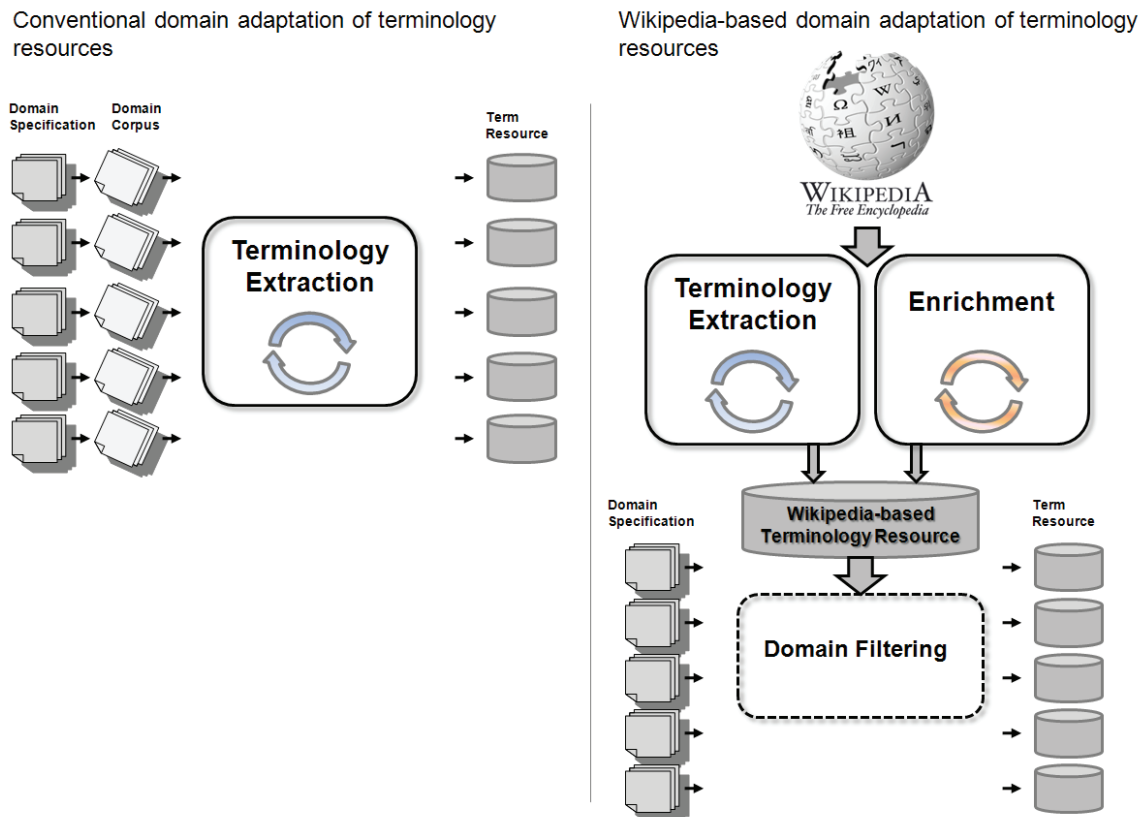 Conventional domain adaptation of terminology
resources
Domain
Specification
Domain
Corpus
Term
Resource
Terminology
Extraction
Wikipedia-based domain adaptation of terminology
resources
Ω
W
И
祖
WIKIPEDIA
The Free Encyclopedia
Terminology
Extraction
Enrichment
Wikipedia-based
Terminology Resource
Domain
Specification
Term
Resource
Domain Filtering